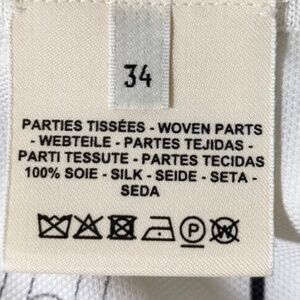 34
PARTIES TISSÉES - WOVEN PARTS
- WEBTEILE - PARTES TEJIDAS -
PARTI TESSUTE - PARTES TECIDAS
100% SOIE - SILK - SEIDE - SETA -
SEDA
P W